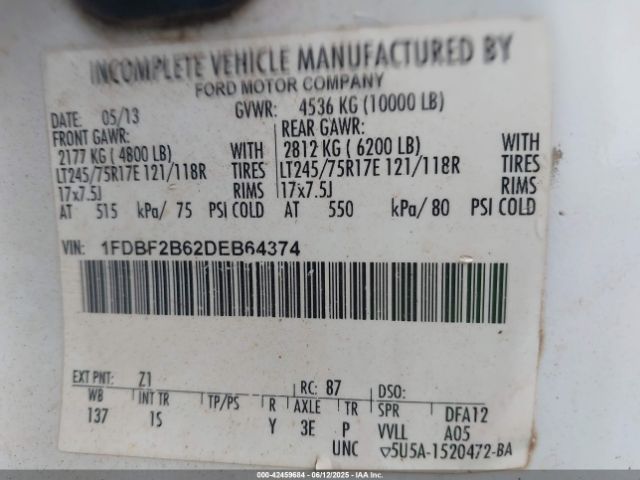 INCOMPLETE VEHICLE MANUFACTURED BY
FORD MOTOR COMPANY
DATE: 05/13 GVWR: 4536 KG (10000 LB)
FRONT GAWR: REAR GAWR:
2177 KG ( 4800 LB) WITH 2812 KG ( 6200 LB) WITH
LT245/75R17E 121/118R TIRES LT245/75R17E 121/118R TIRES
17x7.5J RIMS 17x7.5J RIMS
AT 515 kPa/ 75 PSI COLD AT 550 kPa/ 80 PSI COLD
VIN: 1FDBF2B62DEB64374
EXT PNT: Z1 RC: 87 DSO:
WB INT TR TP/PS R AXLE TR SPR DFA12
137 IS Y 3E P VVLL A05
UNC ▽5U5A-1520472-BA
000-42459684 - 06/12/2025 - IAAI.COM